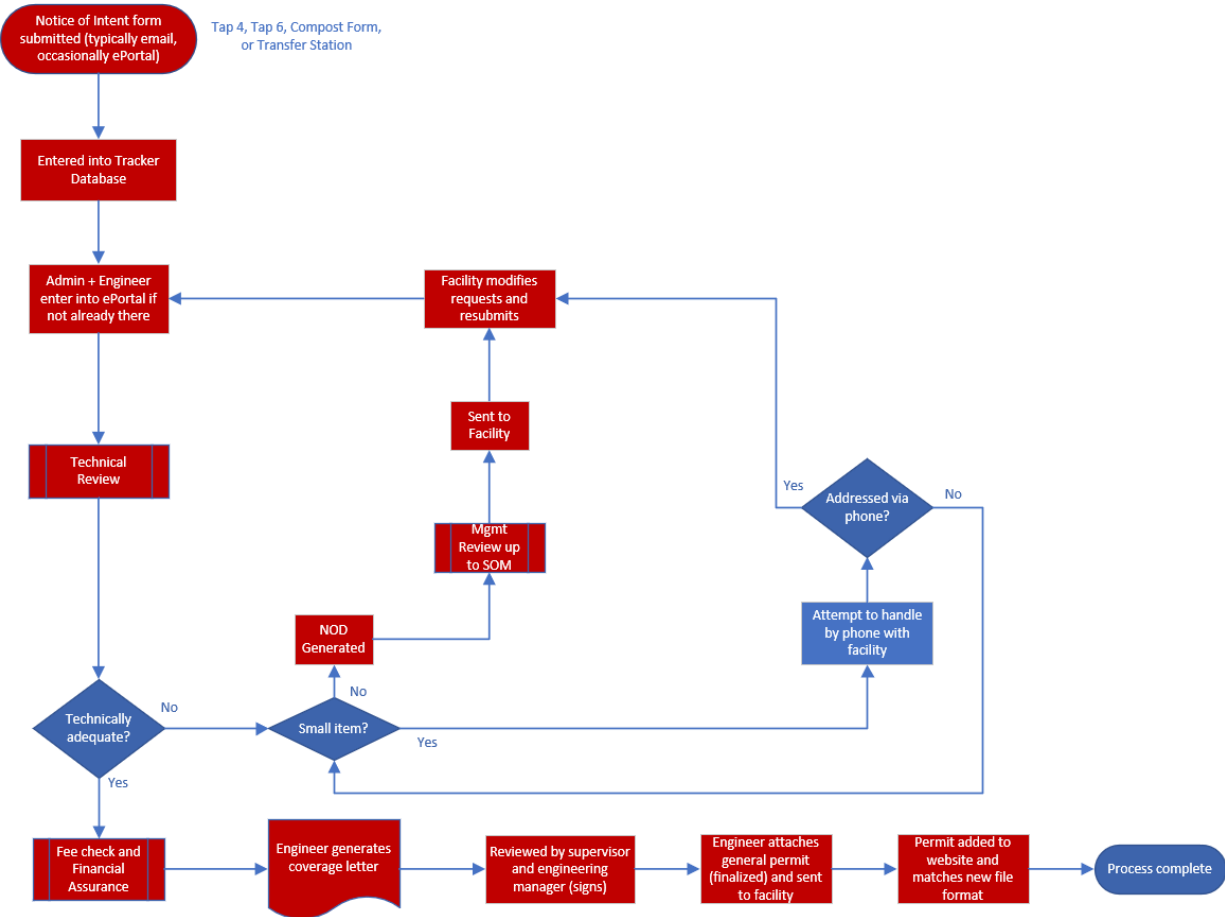 Notice of Intent form
submitted (typically email,
occasionally ePortal)
Tap 4, Tap 6, Compost Form,
or Transfer Station
Entered into Tracker
Database
Admin + Engineer
enter into ePortal if
not already there
Facility modifies
requests and
resubmits
Sent to
Facility
Technical
Review
Yes
Addressed via
phone?
No
Mgmt
Review up
to SOM
NOD
Generated
Attempt to handle
by phone with
facility
No
Technically
adequate?
No
Small item?
Yes
Yes
Fee check and
Financial
Assurance
Engineer generates
coverage letter
Reviewed by supervisor
and engineering
manager (signs)
Engineer attaches
general permit
(finalized) and sent
to facility
Permit added to
website and
matches new file
format
Process complete